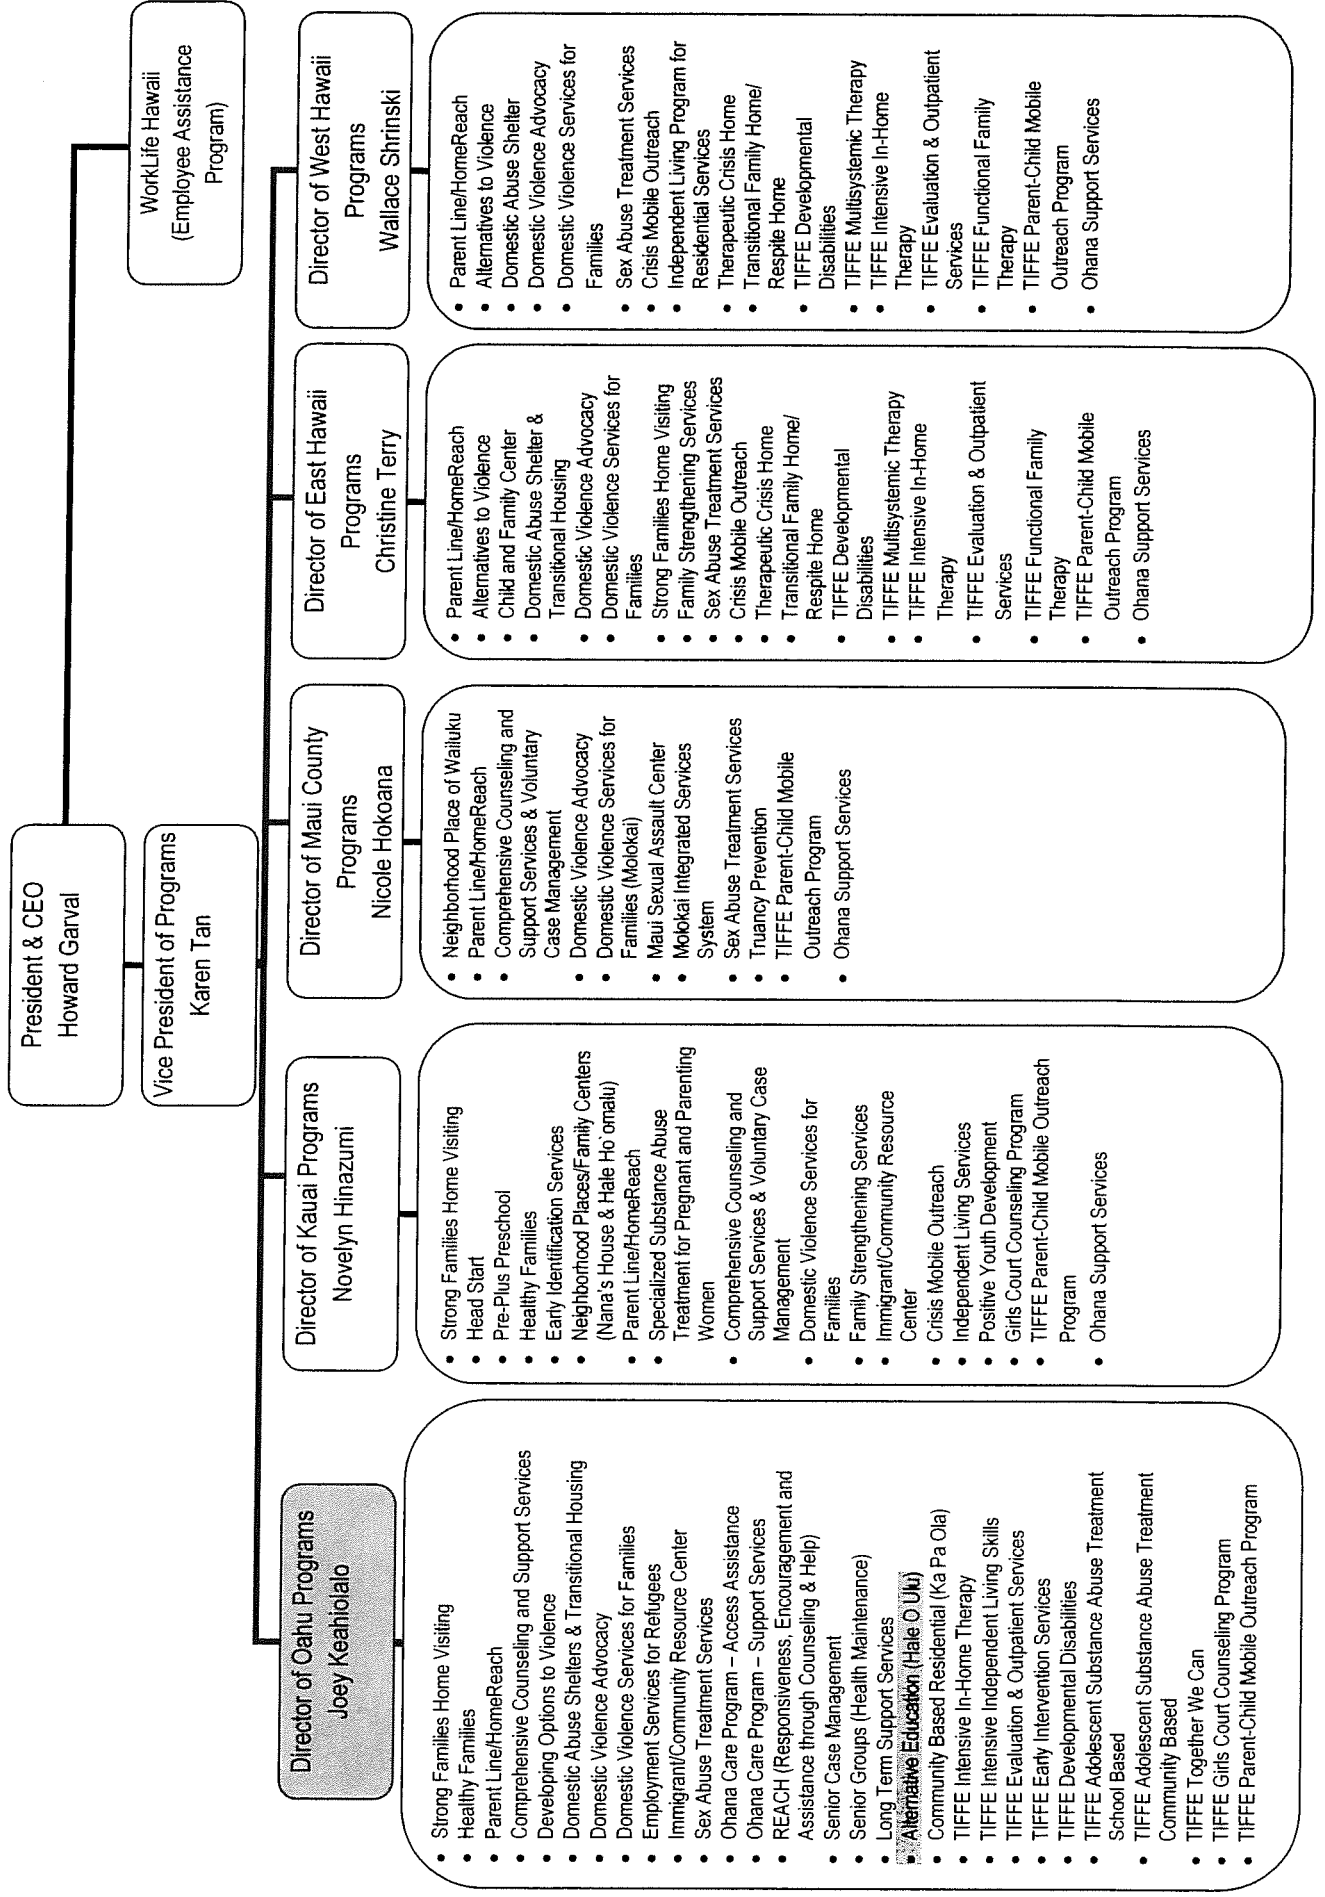 President & CEO
Howard Garval
WorkLife Hawaii
(Employee Assistance
Program)
Vice President of Programs
Karen Tan
Director of Oahu Programs
Joey Keahiolalo
• Strong Families Home Visiting
• Healthy Families
• Parent Line/HomeReach
• Comprehensive Counseling and Support Services
• Developing Options to Violence
• Domestic Abuse Shelters & Transitional Housing
• Domestic Violence Advocacy
• Domestic Violence Services for Families
• Employment Services for Refugees
• Immigrant/Community Resource Center
• Sex Abuse Treatment Services
• Ohana Care Program – Access Assistance
• Ohana Care Program – Support Services
• REACH (Responsiveness, Encouragement and
Assistance through Counseling & Help)
• Senior Case Management
• Senior Groups (Health Maintenance)
• Long Term Support Services
• Alternative Education (Hale O Ulu)
• Community Based Residential (Ka Pa Ola)
• TIFFE Intensive In-Home Therapy
• TIFFE Intensive Independent Living Skills
• TIFFE Evaluation & Outpatient Services
• TIFFE Early Intervention Services
• TIFFE Developmental Disabilities
• TIFFE Adolescent Substance Abuse Treatment
School Based
• TIFFE Adolescent Substance Abuse Treatment
Community Based
• TIFFE Together We Can
• TIFFE Girls Court Counseling Program
• TIFFE Parent-Child Mobile Outreach Program
Director of Kauai Programs
Novelyn Hinazumi
• Strong Families Home Visiting
• Head Start
• Pre-Plus Preschool
• Healthy Families
• Early Identification Services
• Neighborhood Places/Family Centers
(Nana's House & Hale Ho`omalu)
• Parent Line/HomeReach
• Specialized Substance Abuse
Treatment for Pregnant and Parenting
Women
• Comprehensive Counseling and
Support Services & Voluntary Case
Management
• Domestic Violence Services for
Families
• Family Strengthening Services
• Immigrant/Community Resource
Center
• Crisis Mobile Outreach
• Independent Living Services
• Positive Youth Development
• Girls Court Counseling Program
• TIFFE Parent-Child Mobile Outreach
Program
• Ohana Support Services
Director of Maui County
Programs
Nicole Hokoana
• Neighborhood Place of Wailuku
• Parent Line/HomeReach
• Comprehensive Counseling and
Support Services & Voluntary
Case Management
• Domestic Violence Advocacy
• Domestic Violence Services for
Families (Molokai)
• Maui Sexual Assault Center
• Molokai Integrated Services
System
• Sex Abuse Treatment Services
• Truancy Prevention
• TIFFE Parent-Child Mobile
Outreach Program
• Ohana Support Services
Director of East Hawaii
Programs
Christine Terry
• Parent Line/HomeReach
• Alternatives to Violence
• Child and Family Center
• Domestic Abuse Shelter &
Transitional Housing
• Domestic Violence Advocacy
• Domestic Violence Services for
Families
• Strong Families Home Visiting
• Family Strengthening Services
• Sex Abuse Treatment Services
• Crisis Mobile Outreach
• Therapeutic Crisis Home
• Transitional Family Home/
Respite Home
• TIFFE Developmental
Disabilities
• TIFFE Multisystemic Therapy
• TIFFE Intensive In-Home
Therapy
• TIFFE Evaluation & Outpatient
Services
• TIFFE Functional Family
Therapy
• TIFFE Parent-Child Mobile
Outreach Program
• Ohana Support Services
Director of West Hawaii
Programs
Wallace Shrinski
• Parent Line/HomeReach
• Alternatives to Violence
• Domestic Abuse Shelter
• Domestic Violence Advocacy
• Domestic Violence Services for
Families
• Sex Abuse Treatment Services
• Crisis Mobile Outreach
• Independent Living Program for
Residential Services
• Therapeutic Crisis Home
• Transitional Family Home/
Respite Home
• TIFFE Developmental
Disabilities
• TIFFE Multisystemic Therapy
• TIFFE Intensive In-Home
Therapy
• TIFFE Evaluation & Outpatient
Services
• TIFFE Functional Family
Therapy
• TIFFE Parent-Child Mobile
Outreach Program
• Ohana Support Services